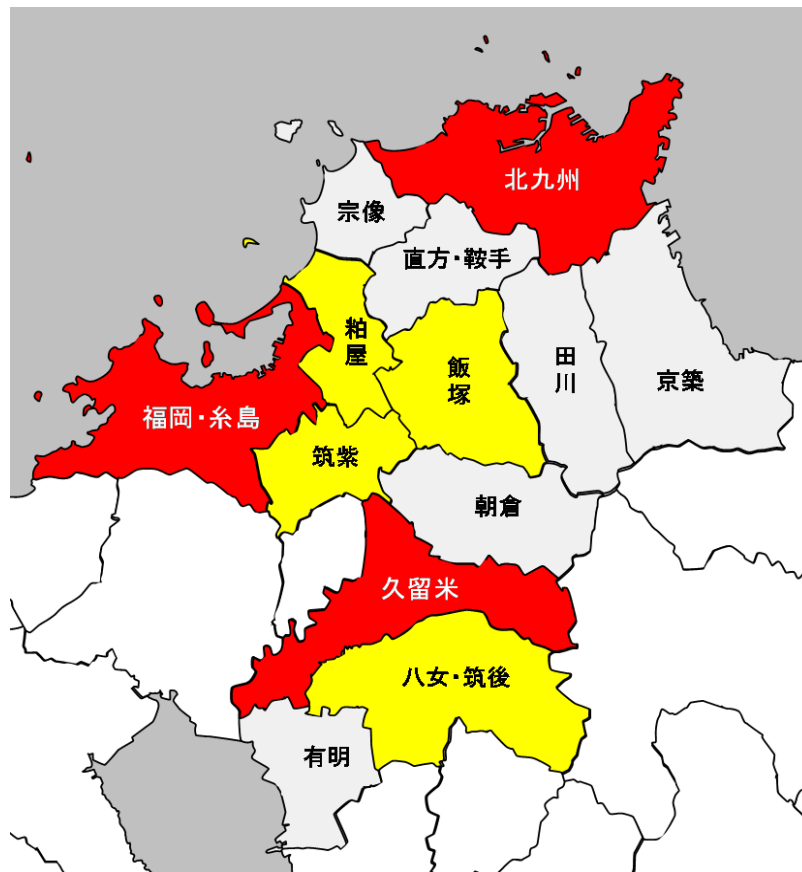 北九州
宗像
直方・鞍手
粕
屋
飯
塚
田
川
京築
福岡・糸島
筑紫
朝倉
久留米
八女・筑後
有明